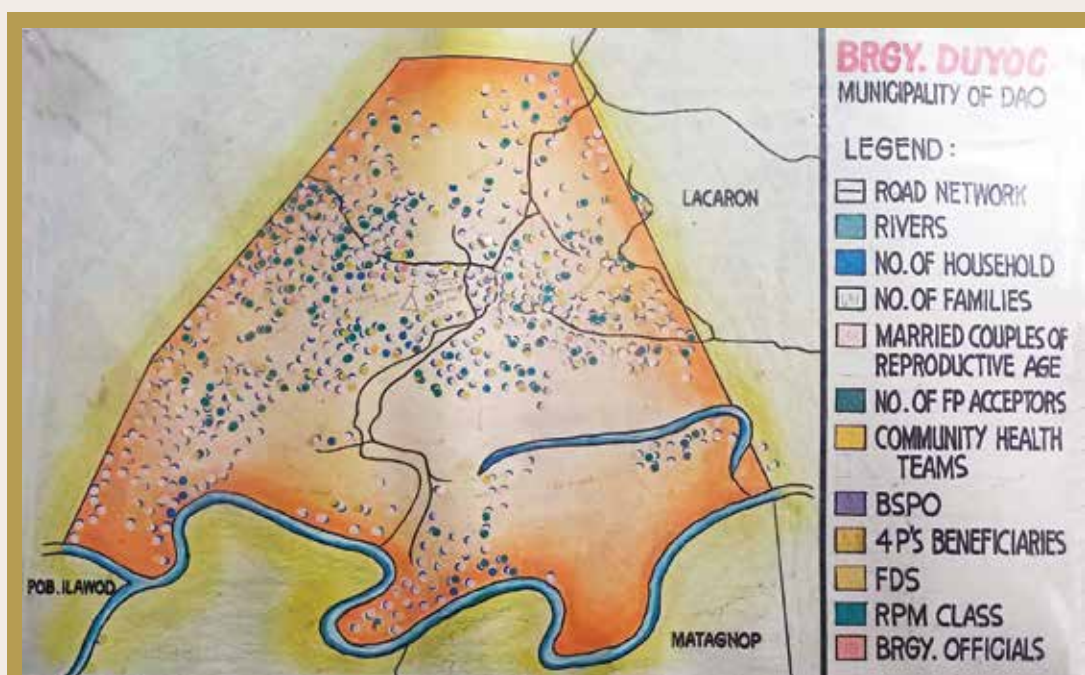 BRGY. DUYOC
MUNICIPALITY OF DAO
LEGEND:
ROAD NETWORK
RIVERS
NO. OF HOUSEHOLD
NO. OF FAMILIES
MARRIED COUPLES OF
REPRODUCTIVE AGE
NO. OF FP ACCEPTORS
COMMUNITY HEALTH
TEAMS
BSPO
4P'S BENEFICIARIES
FDS
RPM CLASS
BRGY. OFFICIALS
LACARON
POB. ILAWOD
MATAGNOP